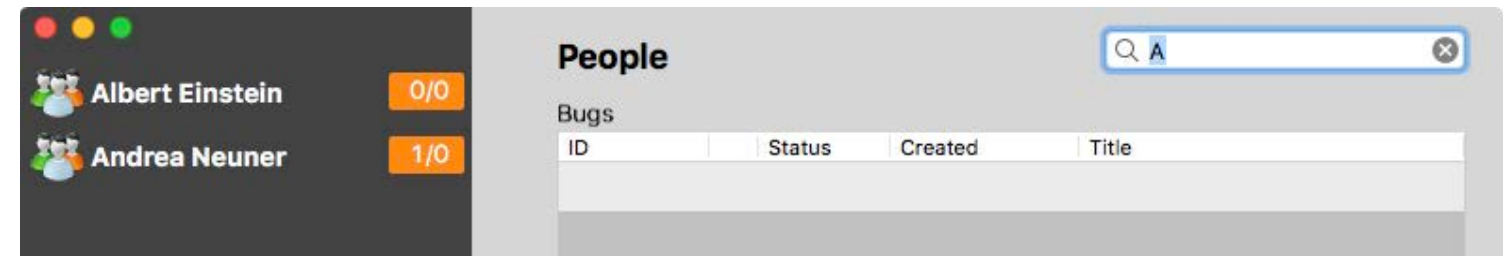 Albert Einstein 0/0
Andrea Neuner 1/0
People
A
Bugs
ID Status Created Title